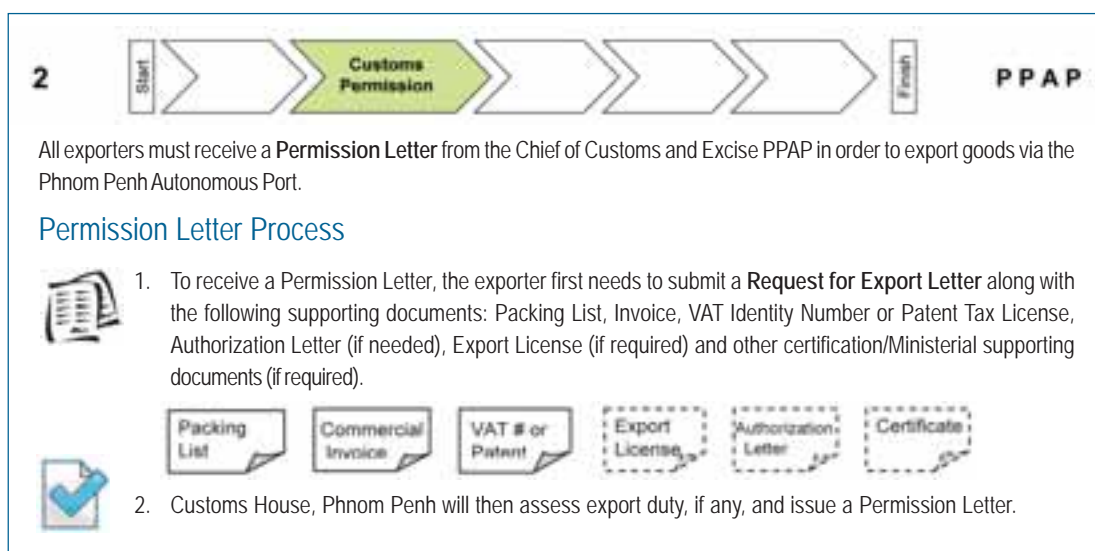 2
Start
Customs
Permission
Finish
PPAP
All exporters must receive a Permission Letter from the Chief of Customs and Excise PPAP in order to export goods via the
Phnom Penh Autonomous Port.
Permission Letter Process
1. To receive a Permission Letter, the exporter first needs to submit a Request for Export Letter along with
the following supporting documents: Packing List, Invoice, VAT Identity Number or Patent Tax License,
Authorization Letter (if needed), Export License (if required) and other certification/Ministerial supporting
documents (if required).
Packing
List
Commercial
Invoice
VAT # or
Patent
Export
License
Authorization
Letter
Certificate
2. Customs House, Phnom Penh will then assess export duty, if any, and issue a Permission Letter.